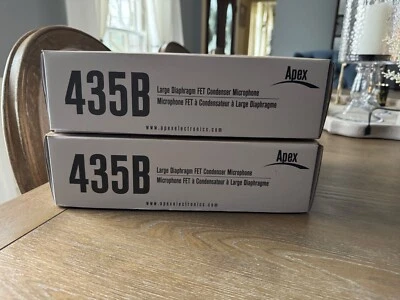 435B
Large Diaphragm FET Condenser Microphone
Microphone FET à Condensateur à Large Diaphragme
Apex
www.apexelectronics.com
435B
Large Diaphragm FET Condenser Microphone
Microphone FET à Condensateur à Large Diaphragme
Apex
www.apexelectronics.com